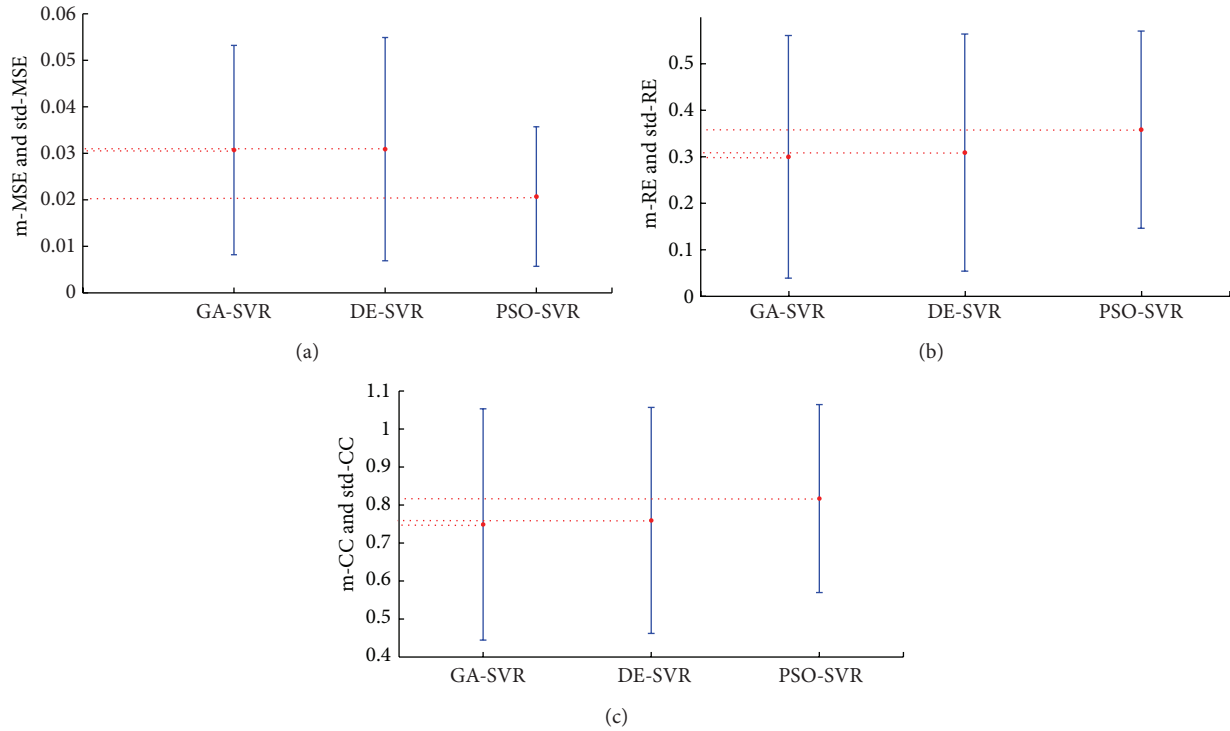 m-MSE and std-MSE
0.06
0.05
0.04
0.03
0.02
0.01
0
GA-SVR DE-SVR PSO-SVR
(a)
m-RE and std-RE
0.5
0.4
0.3
0.2
0.1
0
GA-SVR DE-SVR PSO-SVR
(b)
m-CC and std-CC
1.1
1
0.9
0.8
0.7
0.6
0.5
0.4
GA-SVR DE-SVR PSO-SVR
(c)